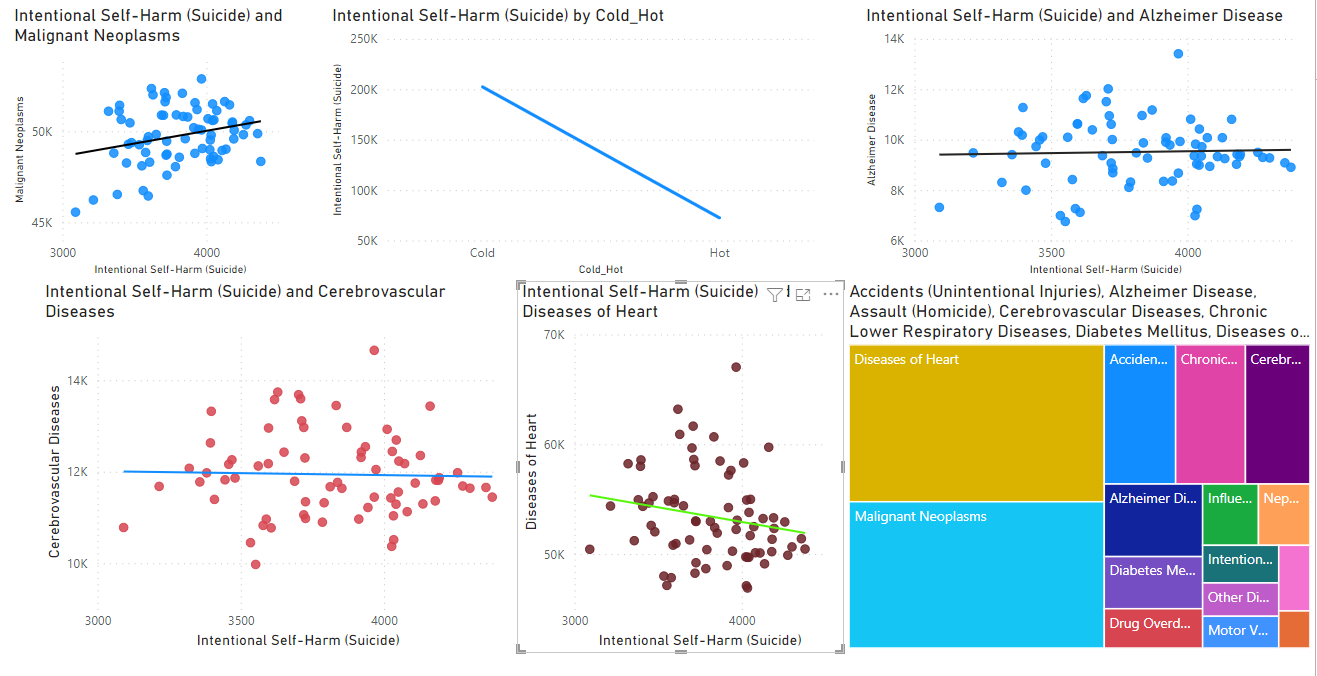 Intentional Self-Harm (Suicide) and
Malignant Neoplasms
Malignant Neoplasms
50K
45K
3000
4000
Intentional Self-Harm (Suicide)
Intentional Self-Harm (Suicide) by Cold_Hot
Intentional Self-Harm (Suicide)
250K
200K
150K
100K
50K
Cold
Hot
Cold_Hot
Intentional Self-Harm (Suicide) and Alzheimer Disease
Alzheimer Disease
14K
12K
10K
8K
6K
3000
3500
4000
Intentional Self-Harm (Suicide)
Intentional Self-Harm (Suicide) and Cerebrovascular
Diseases
Cerebrovascular Diseases
14K
12K
10K
3000
3500
4000
Intentional Self-Harm (Suicide)
Intentional Self-Harm (Suicide)
Diseases of Heart
Diseases of Heart
70K
60K
50K
3000
4000
Intentional Self-Harm (Suicide)
Accidents (Unintentional Injuries), Alzheimer Disease,
Assault (Homicide), Cerebrovascular Diseases, Chronic
Lower Respiratory Diseases, Diabetes Mellitus, Diseases o...
Diseases of Heart
Malignant Neoplasms
Acciden...
Chronic...
Cerebr...
Alzheimer Di...
Influe...
Nep...
Diabetes Me...
Intention...
Other Di...
Drug Overd...
Motor V...